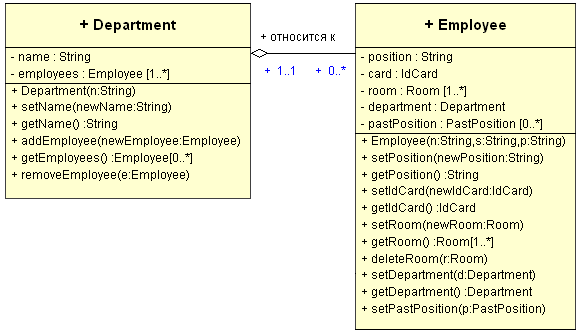 + Department
- name : String
- employees : Employee [1..*]
+ Department(n:String)
+ setName(newName:String)
+ getName() :String
+ addEmployee(newEmployee:Employee)
+ getEmployees() :Employee[0..*]
+ removeEmployee(e:Employee)
+ относится к
+ 1..1 + 0..*
+ Employee
- position : String
- card : IdCard
- room : Room [1..*]
- department : Department
- pastPosition : PastPosition [0..*]
+ Employee(n:String,s:String,p:String)
+ setPosition(newPosition:String)
+ getPosition() :String
+ setIdCard(newIdCard:IdCard)
+ getIdCard() :IdCard
+ setRoom(newRoom:Room)
+ getRoom() :Room[1..*]
+ deleteRoom(r:Room)
+ setDepartment(d:Department)
+ getDepartment() :Department
+ setPastPosition(p:PastPosition)